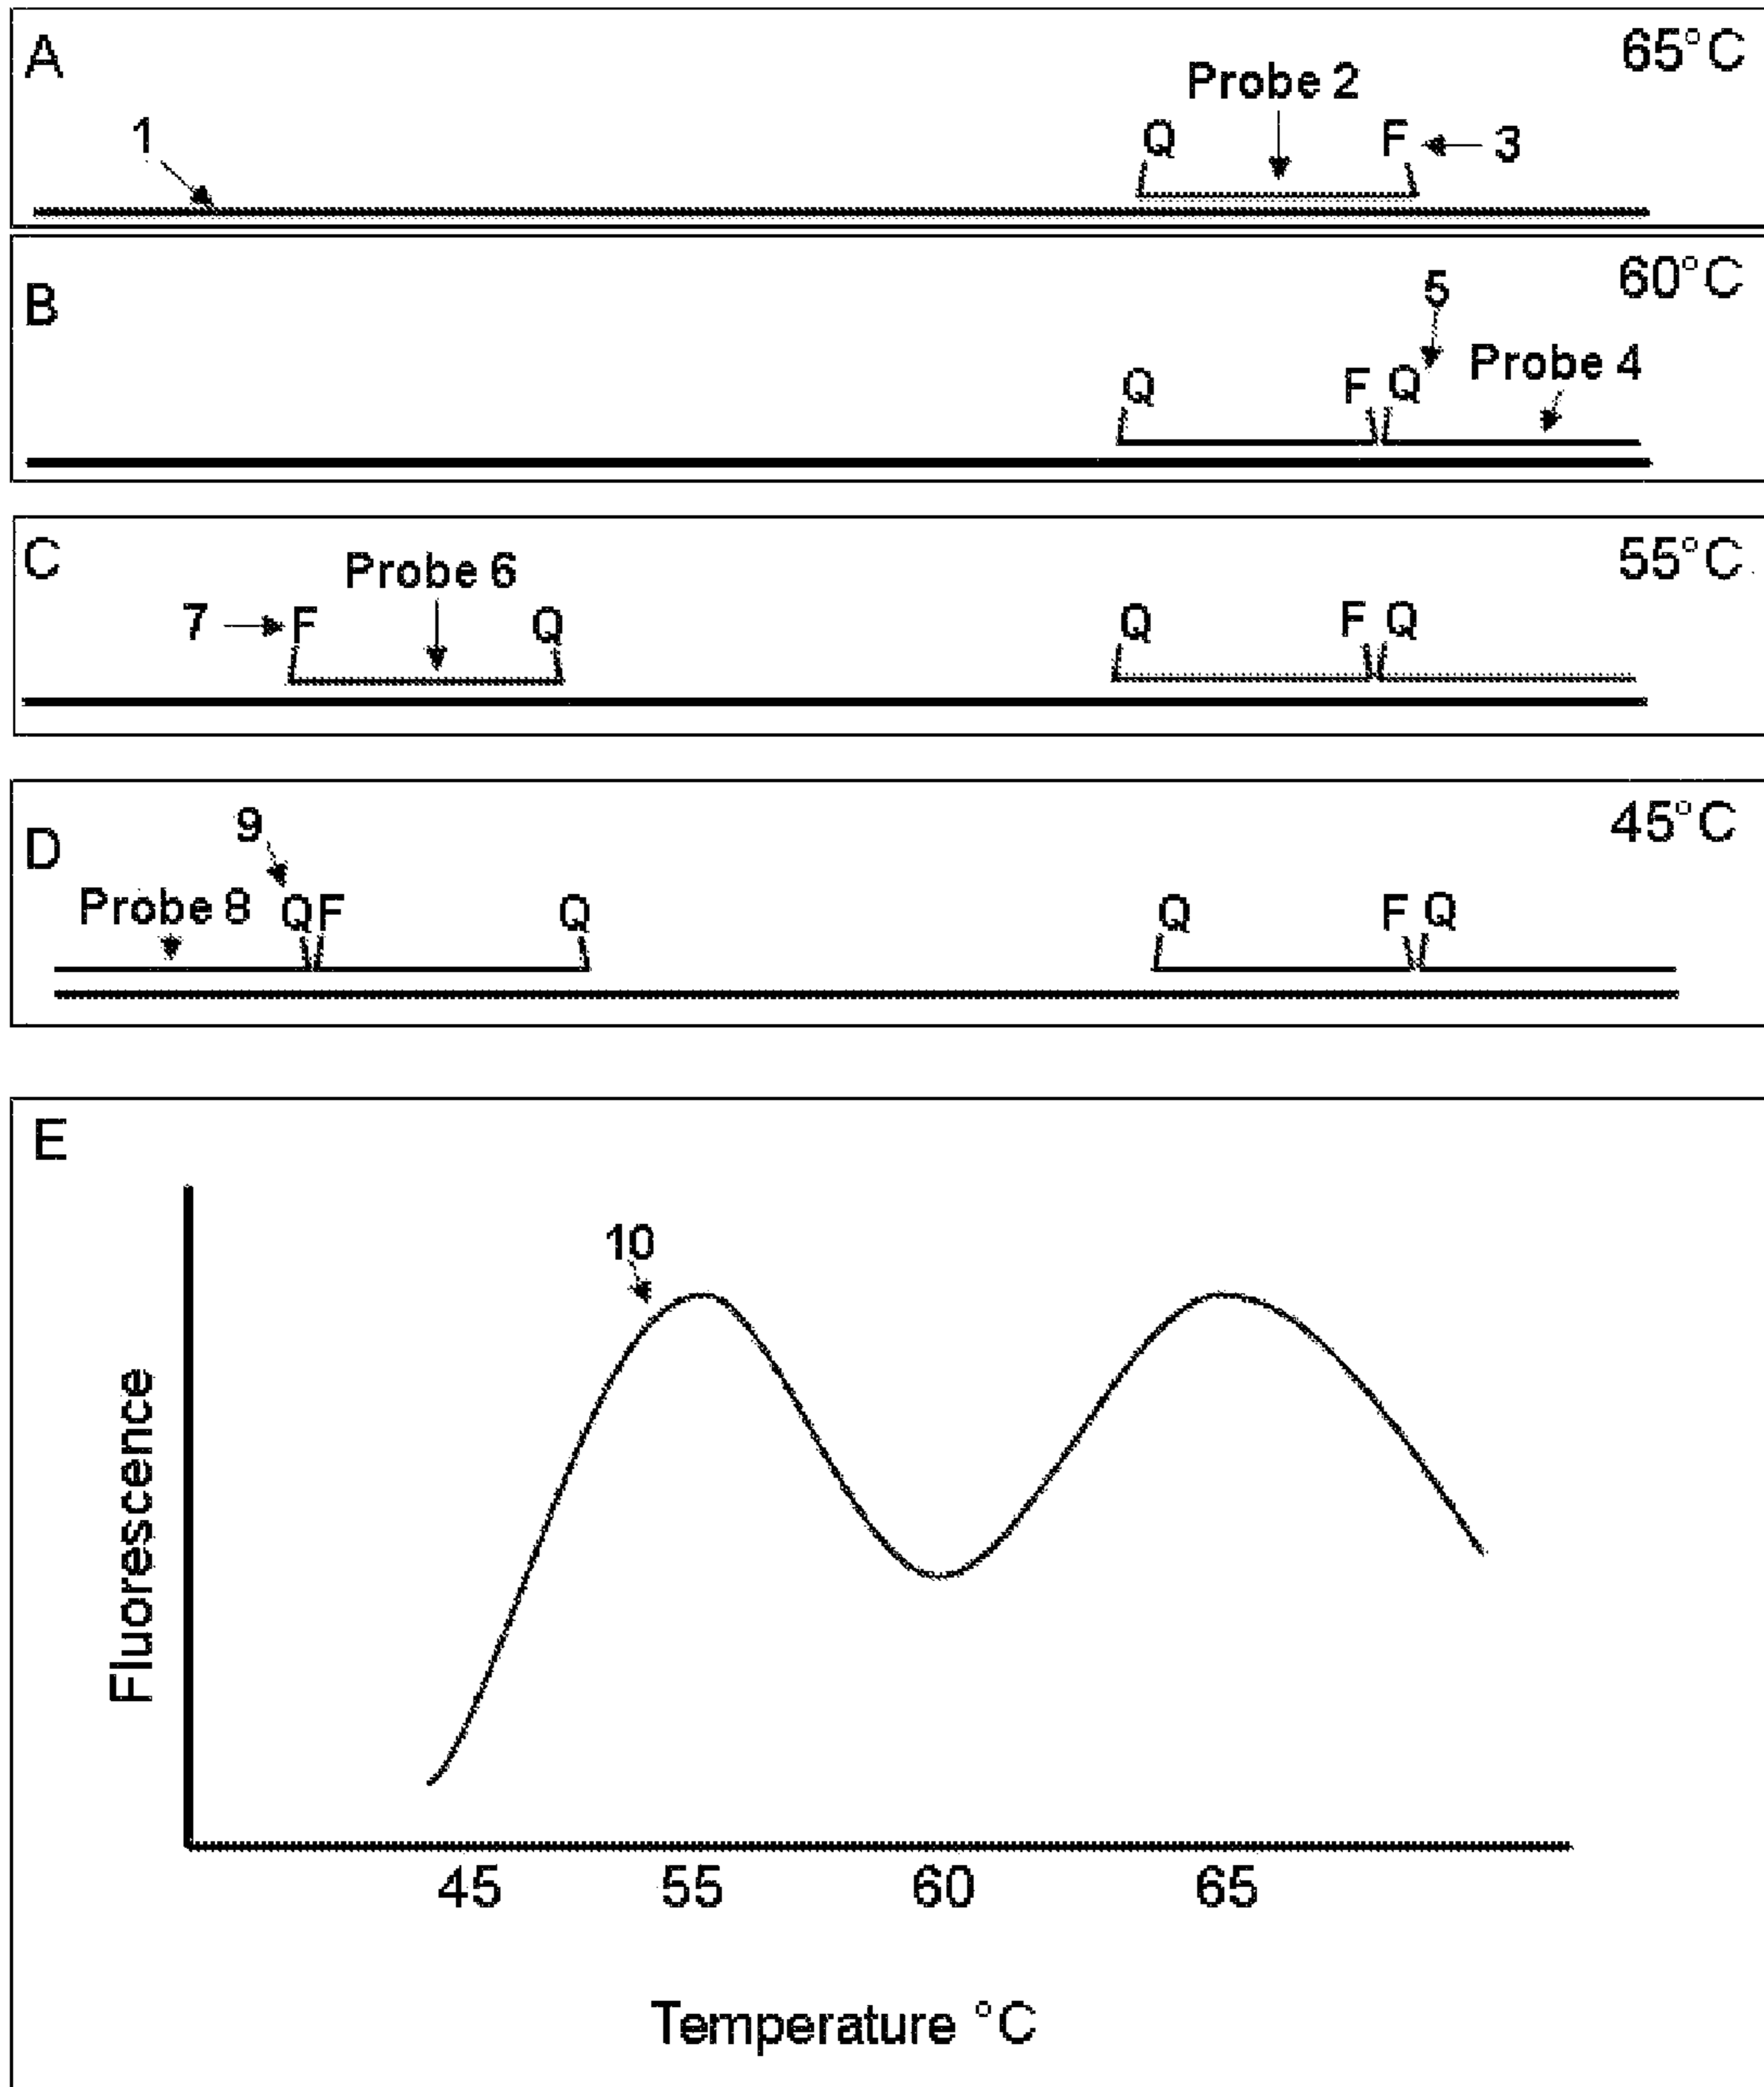 A
65°C
Probe 2
1
Q
F
3
B
60°C
5
Q
F Q
Probe 4
C
55°C
Probe 6
7
F
Q
Q
F Q
D
45°C
9
Probe 8
Q F
Q
Q
F Q
E
10
Fluorescence
45 55 60 65
Temperature °C